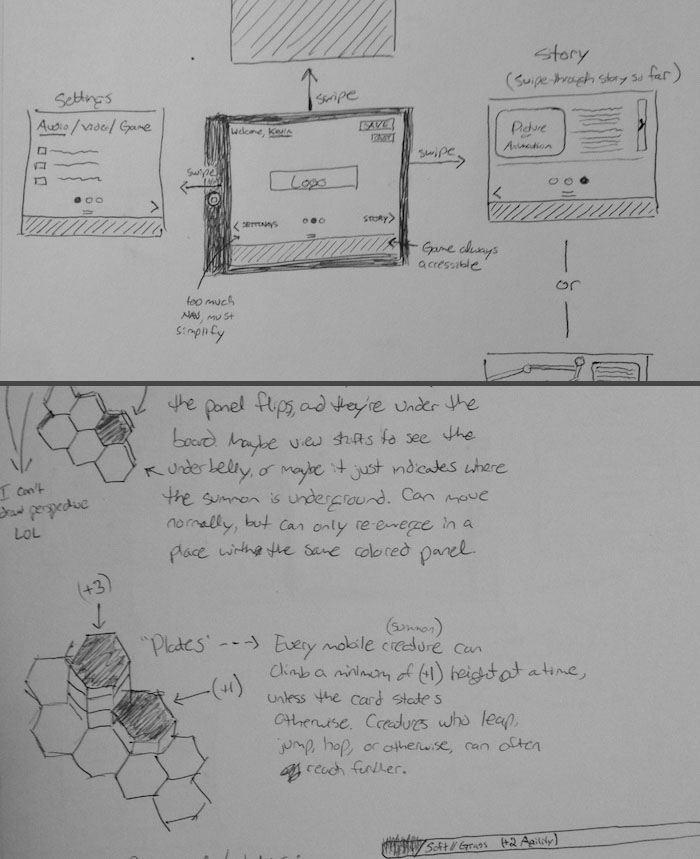 swipe
Story
(swipe through story so far)
Settings
Audio / video / Game
Welcome, Kevin
SAVE
Picture
or
Animation
swipe
swipe
Logo
< SETTINGS
STORY >
Game always
accessible
too much
NAV, must
simplify
or
the panel flips, and they're under the
board. Maybe view shifts to see the
underbelly, or maybe it just indicates where
the summon is underground. Can move
normally, but can only re-emerge in a
place with the same colored panel.
I can't
draw perspective
LOL
(+3)
"Plates" --->
(summon)
Every mobile creature can
climb a minimum of (+1) height at a time,
unless the card states
otherwise. Creatures who leap,
jump, hop, or otherwise, can often
reach further.
(+1)
Soft // Grass (+2 Agility)